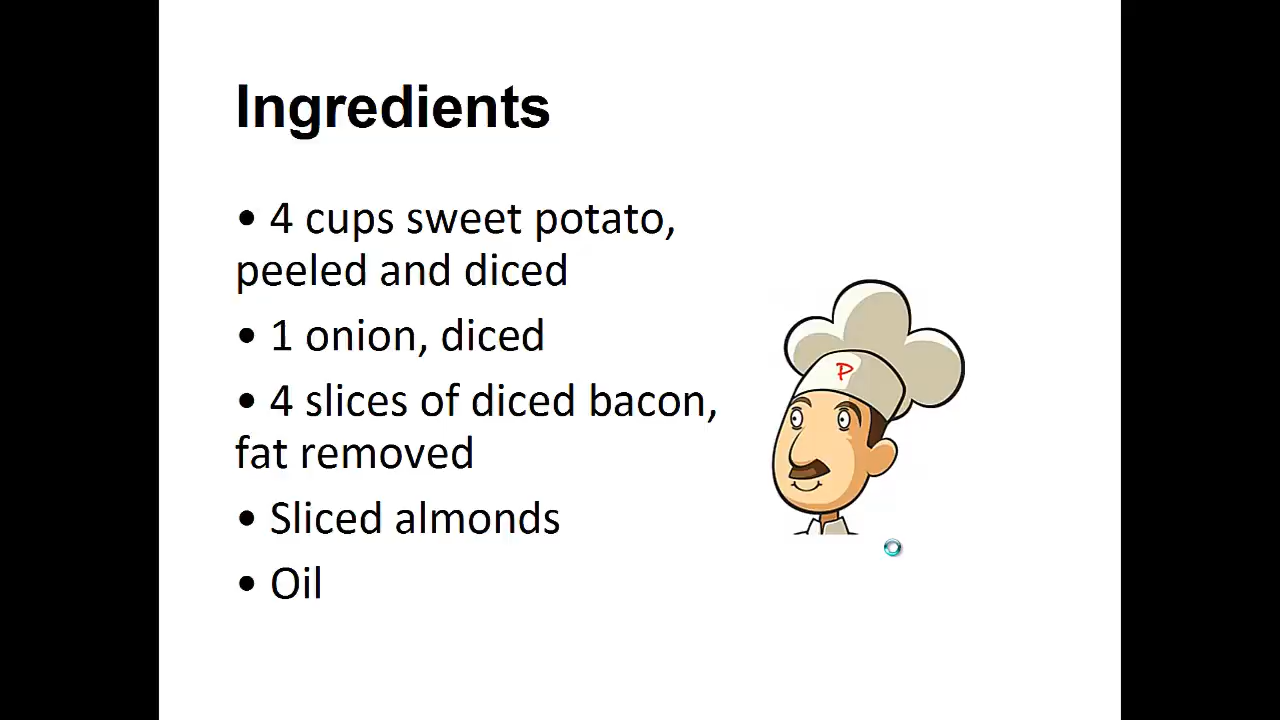 Ingredients
• 4 cups sweet potato,
peeled and diced
• 1 onion, diced
• 4 slices of diced bacon,
fat removed
P
• Sliced almonds
• Oil